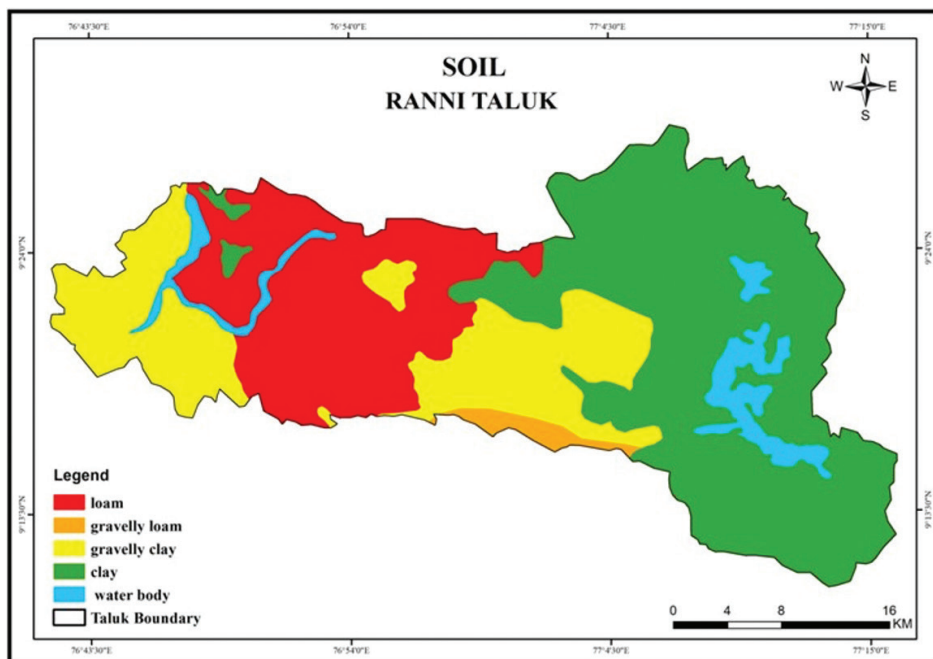 76°43'30"E 76°54'0"E 77°4'30"E 77°15'0"E
SOIL
RANNI TALUK
N
W E
S
9°24'0"N 9°24'0"N
9°13'30"N 9°13'30"N
Legend
loam
gravelly loam
gravelly clay
clay
water body
Taluk Boundary
0 4 8 16
KM
76°43'30"E 76°54'0"E 77°4'30"E 77°15'0"E